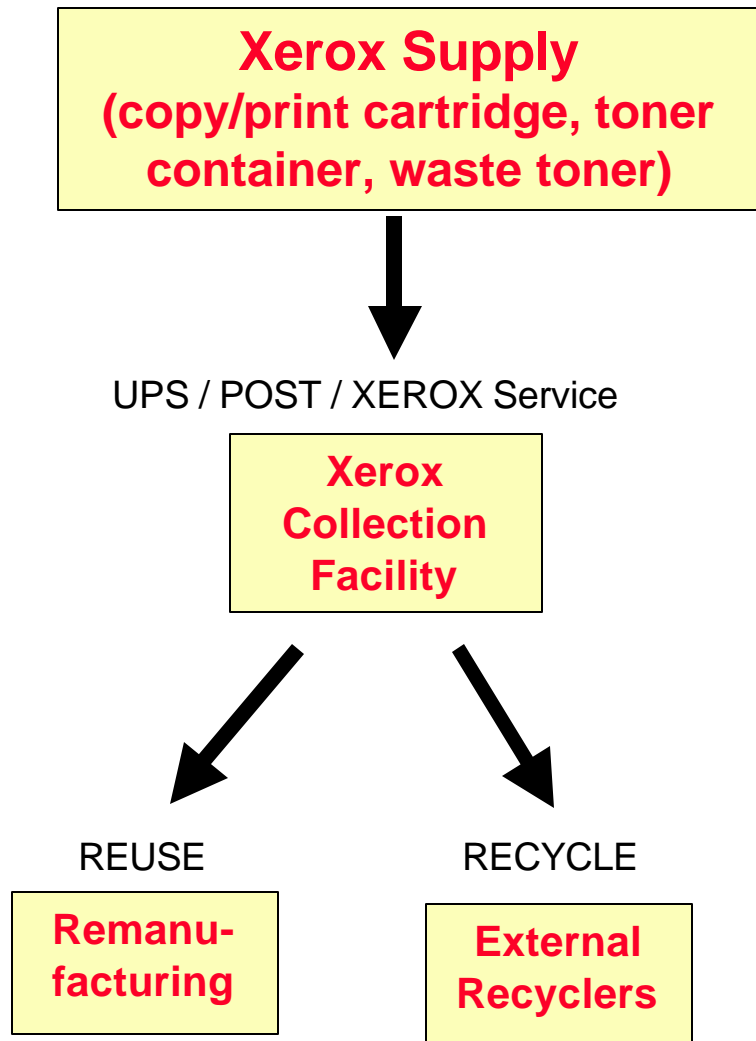 Xerox Supply
(copy/print cartridge, toner
container, waste toner)
UPS / POST / XEROX Service
Xerox
Collection
Facility
REUSE
RECYCLE
Remanu-
facturing
External
Recyclers